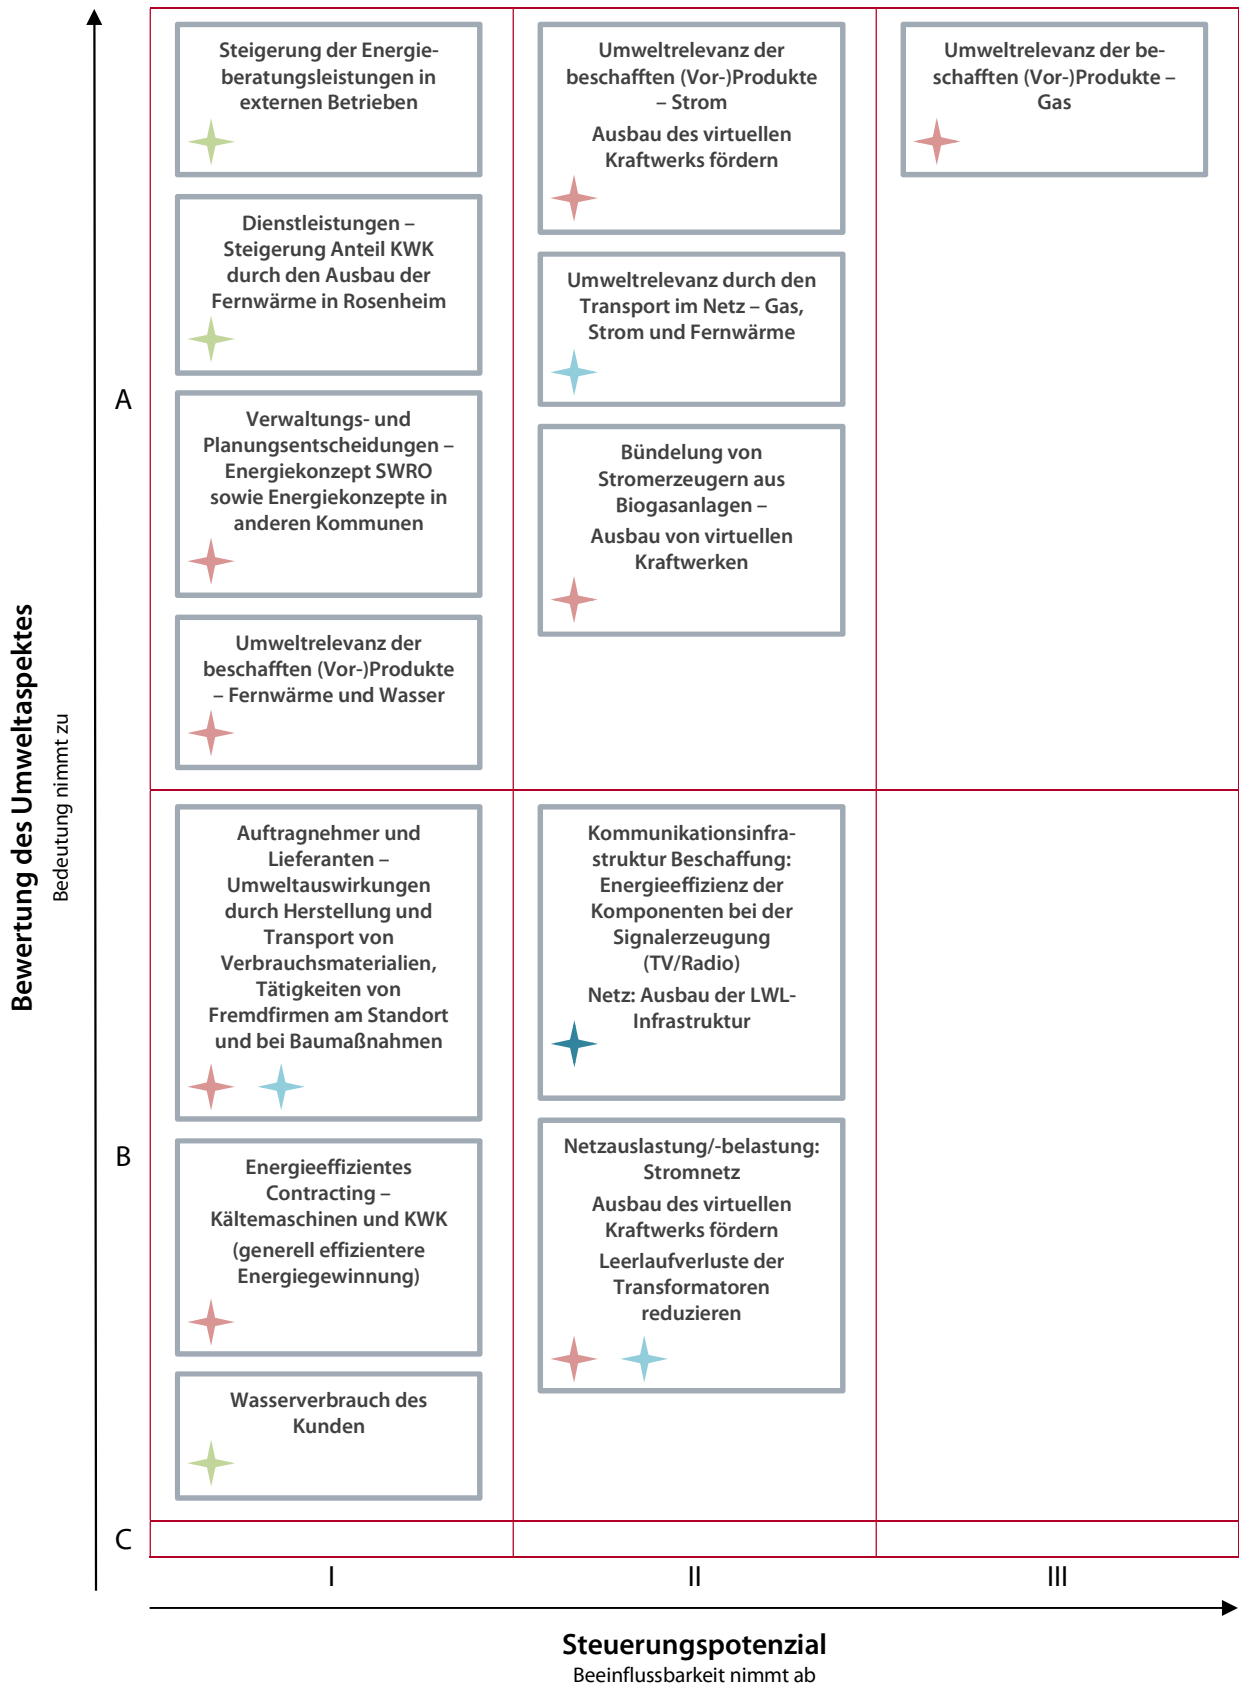 Steigerung der Energie-
beratungsleistungen in
externen Betrieben
Dienstleistungen –
Steigerung Anteil KWK
durch den Ausbau der
Fernwärme in Rosenheim
Verwaltungs- und
Planungsentscheidungen –
Energiekonzept SWRO
sowie Energiekonzepte in
anderen Kommunen
Umweltrelevanz der
beschafften (Vor-)Produkte
– Fernwärme und Wasser
Umweltrelevanz der
beschafften (Vor-)Produkte
– Strom
Ausbau des virtuellen
Kraftwerks fördern
Umweltrelevanz durch den
Transport im Netz – Gas,
Strom und Fernwärme
Bündelung von
Stromerzeugern aus
Biogasanlagen –
Ausbau von virtuellen
Kraftwerken
Umweltrelevanz der be-
schafften (Vor-)Produkte –
Gas
A
Auftragnehmer und
Lieferanten –
Umweltauswirkungen
durch Herstellung und
Transport von
Verbrauchsmaterialien,
Tätigkeiten von
Fremdfirmen am Standort
und bei Baumaßnahmen
Energieeffizientes
Contracting –
Kältemaschinen und KWK
(generell effizientere
Energiegewinnung)
Wasserverbrauch des
Kunden
Kommunikationsinfra-
struktur Beschaffung:
Energieeffizienz der
Komponenten bei der
Signalerzeugung
(TV/Radio)
Netz: Ausbau der LWL-
Infrastruktur
Netzauslastung/-belastung:
Stromnetz
Ausbau des virtuellen
Kraftwerks fördern
Leerlaufverluste der
Transformatoren
reduzieren
B
C
Bewertung des Umweltaspektes
Bedeutung nimmt zu
I
II
III
Steuerungspotenzial
Beeinflussbarkeit nimmt ab